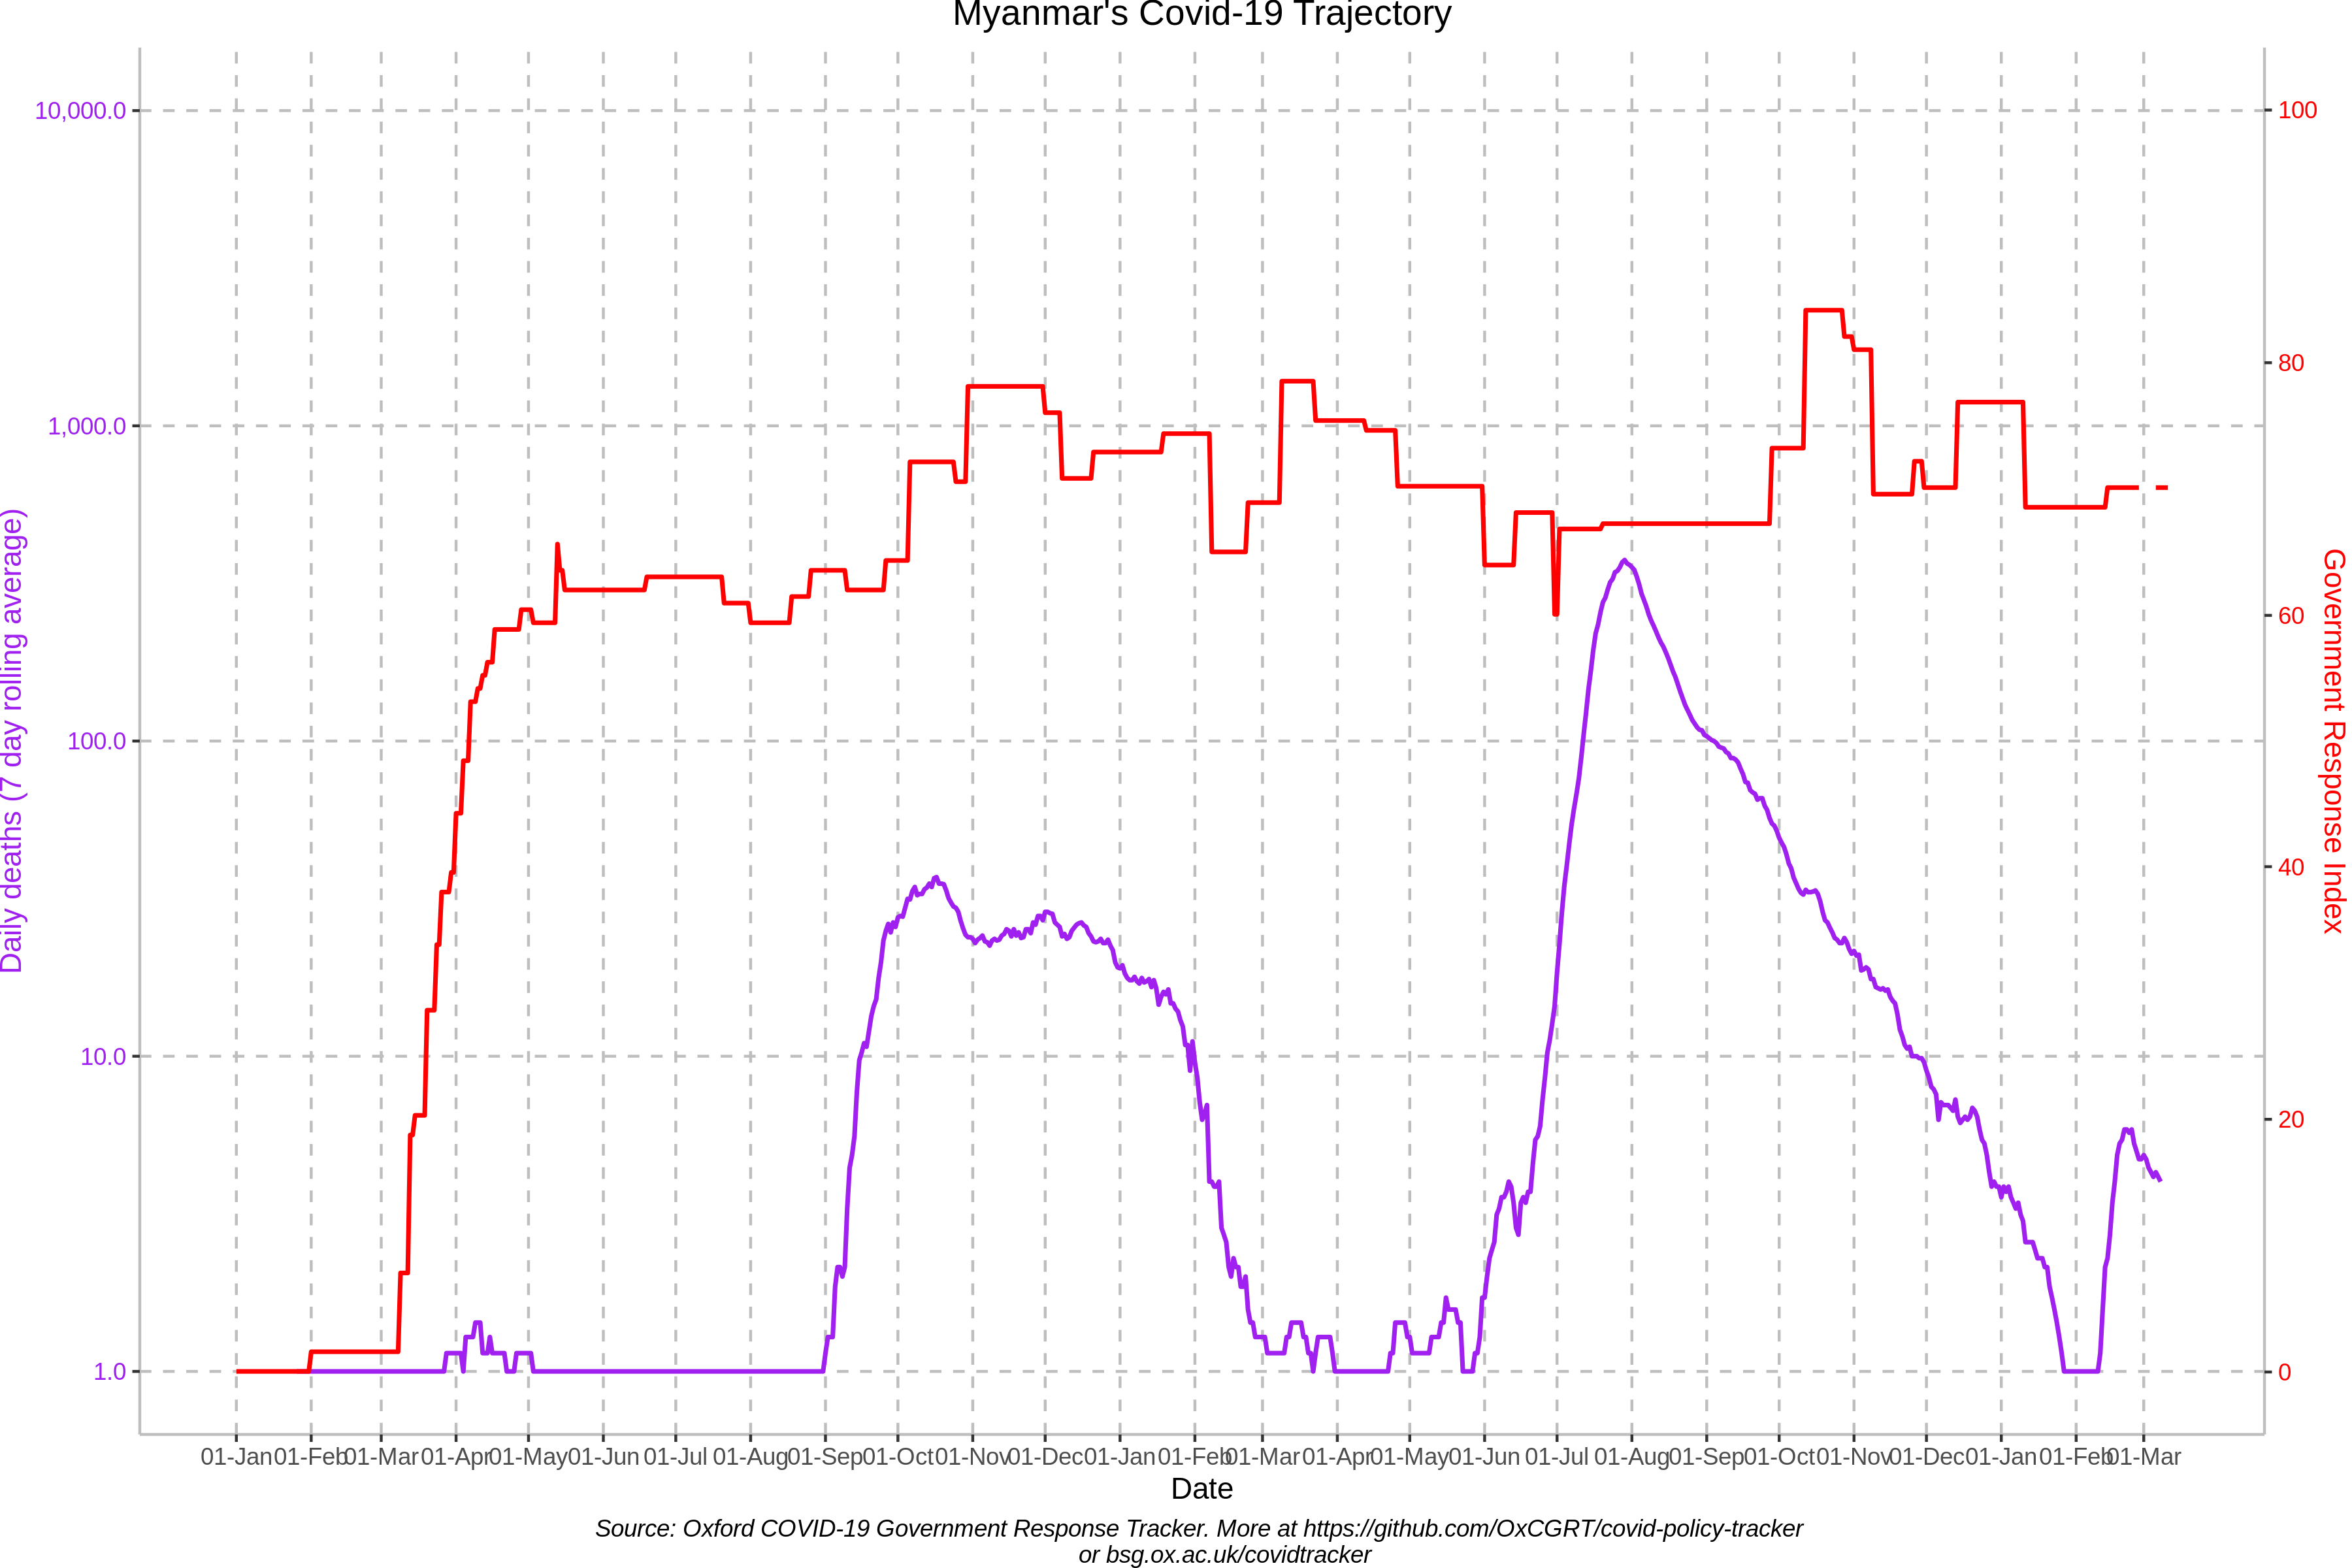 Myanmar's Covid-19 Trajectory
10,000.0
1,000.0
100.0
10.0
1.0
Daily deaths (7 day rolling average)
100
80
60
40
20
0
Government Response Index
01-Jan 01-Feb 01-Mar 01-Apr 01-May 01-Jun 01-Jul 01-Aug 01-Sep 01-Oct 01-Nov 01-Dec 01-Jan 01-Feb 01-Mar 01-Apr 01-May 01-Jun 01-Jul 01-Aug 01-Sep 01-Oct 01-Nov 01-Dec 01-Jan 01-Feb 01-Mar
Date
Source: Oxford COVID-19 Government Response Tracker. More at https://github.com/OxCGRT/covid-policy-tracker
or bsg.ox.ac.uk/covidtracker